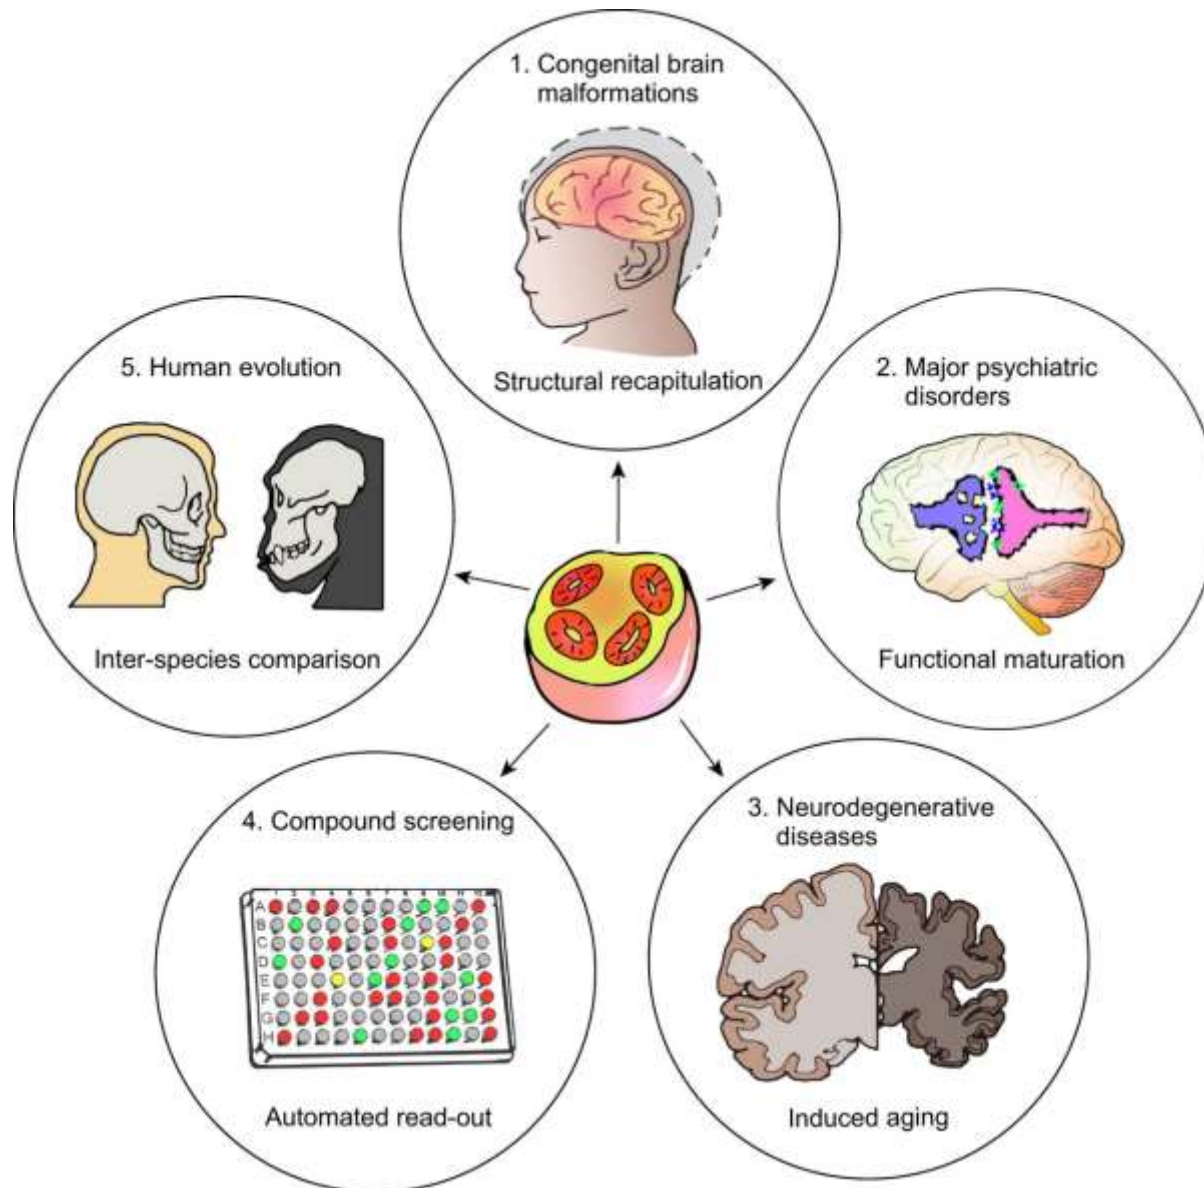 1. Congenital brain
malformations
Structural recapitulation
2. Major psychiatric
disorders
Functional maturation
3. Neurodegenerative
diseases
Induced aging
4. Compound screening
A
B
C
D
E
F
G
H
Automated read-out
5. Human evolution
Inter-species comparison